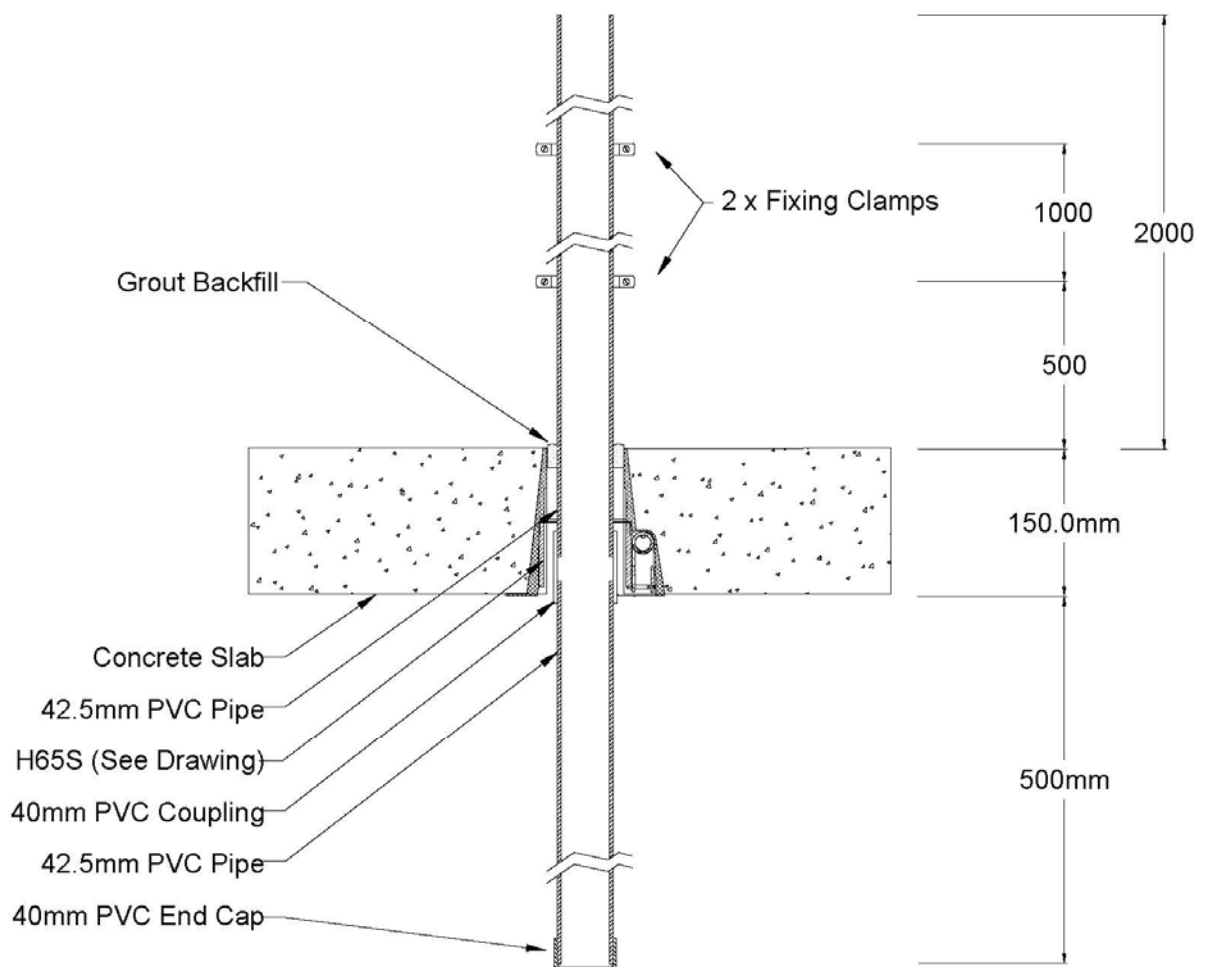 2 x Fixing Clamps
1000
2000
Grout Backfill
500
150.0mm
Concrete Slab
42.5mm PVC Pipe
H65S (See Drawing)
500mm
40mm PVC Coupling
42.5mm PVC Pipe
40mm PVC End Cap